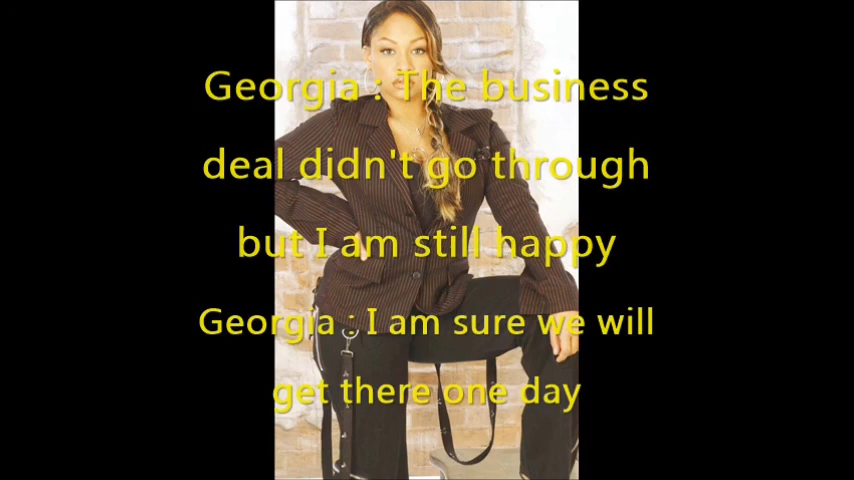 Georgia : The business
deal didn't go through
but I am still happy
Georgia : I am sure we will
get there one day